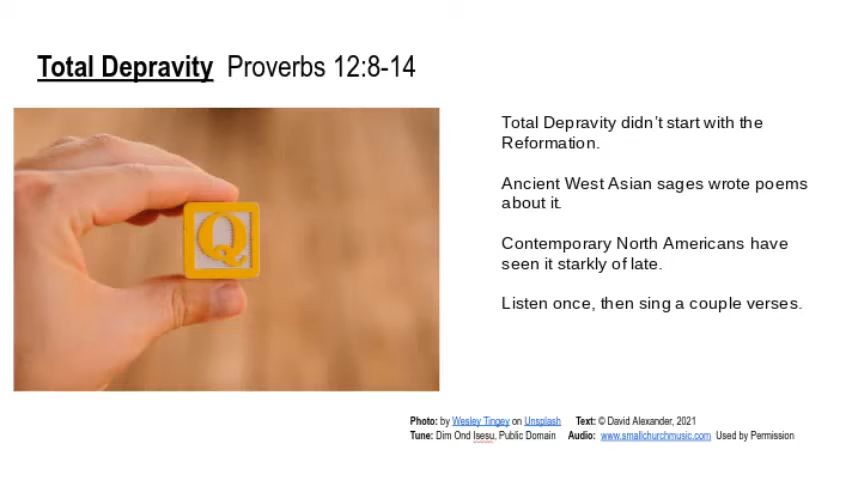 Total Depravity Proverbs 12:8-14
Q
Total Depravity didn't start with the
Reformation.
Ancient West Asian sages wrote poems
about it.
Contemporary North Americans have
seen it starkly of late.
Listen once, then sing a couple verses.
Photo: by Wesley Tingey on Unsplash Text: © David Alexander, 2021
Tune: Dim Ond Isesu, Public Domain Audio: www.smallchurchmusic.com Used by Permission